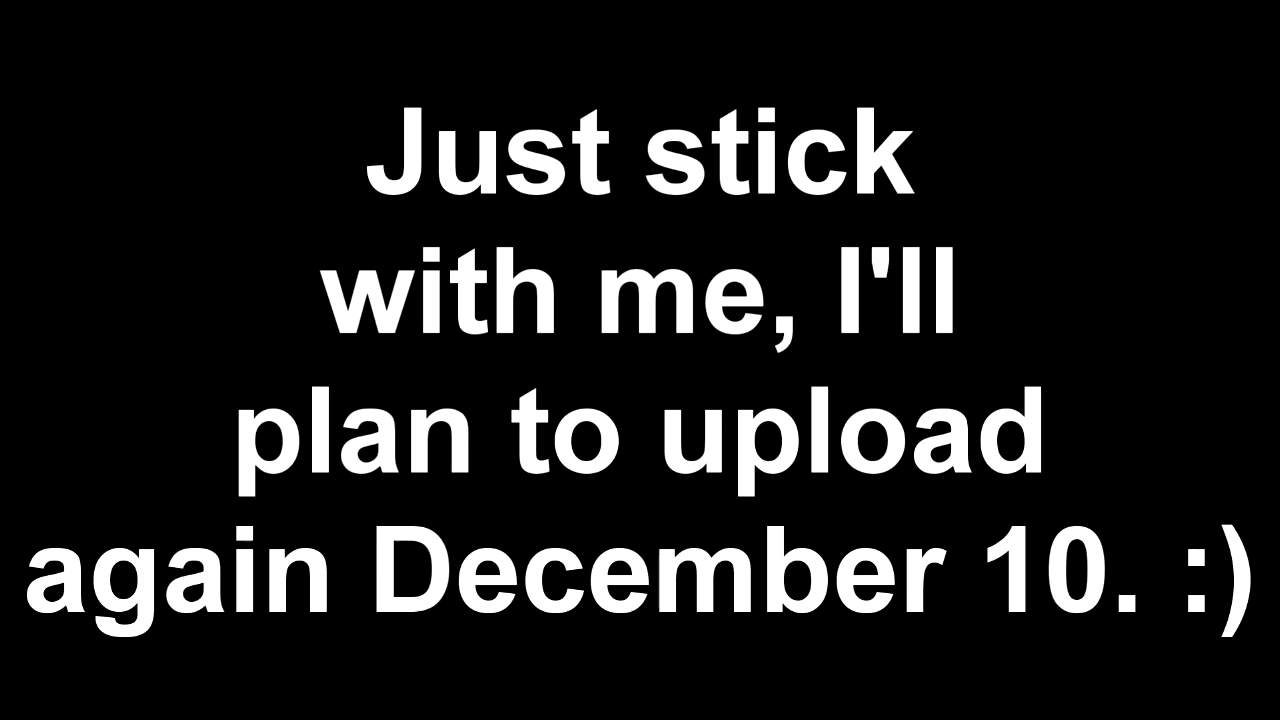 Just stick
with me, I'll
plan to upload
again December 10. :)